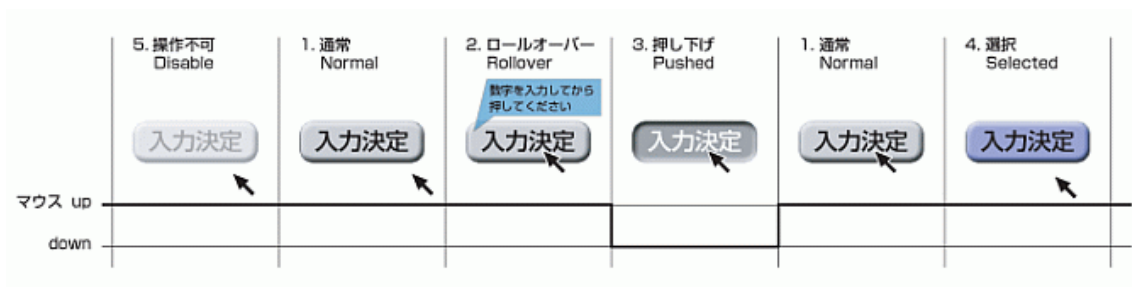 5. 操作不可
Disable
1. 通常
Normal
2. ロールオーバー
Rollover
3. 押し下げ
Pushed
1. 通常
Normal
4. 選択
Selected
数字を入力してから
押してください
入力決定
入力決定
入力決定
入力決定
入力決定
入力決定
マウス up
down